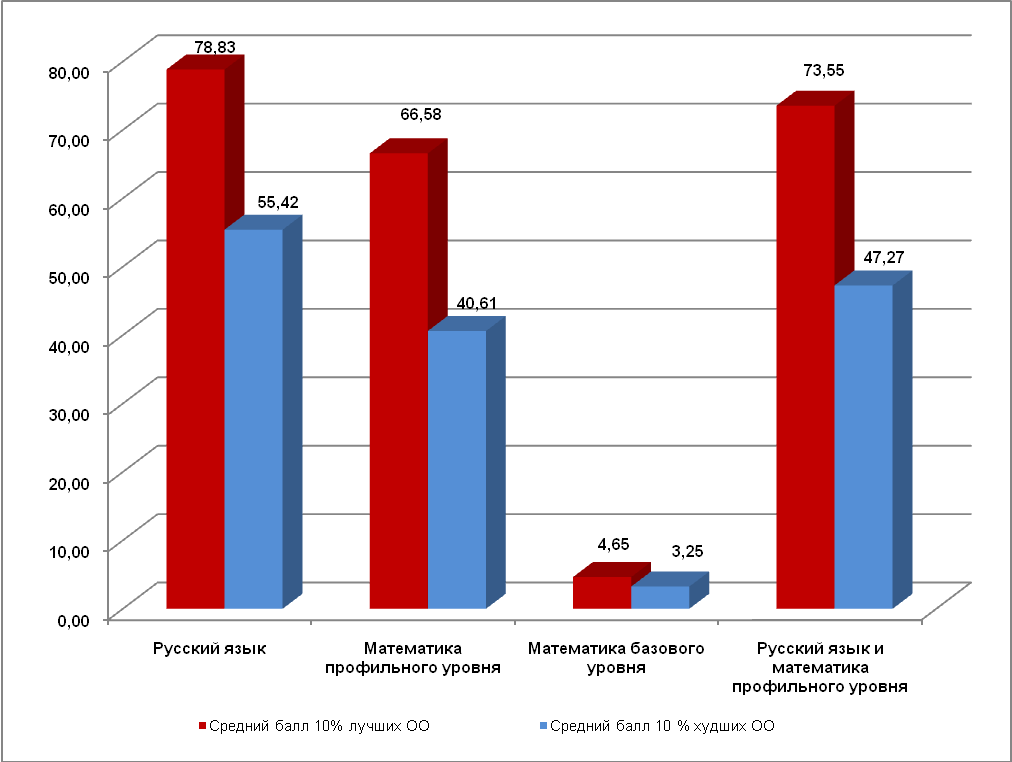 78,83
80,00
73,55
66,58
70,00
60,00
55,42
50,00
47,27
40,61
40,00
30,00
20,00
10,00
4,65
3,25
0,00
Русский язык
Математика
профильного уровня
Математика базового
уровня
Русский язык и
математика
профильного уровня
Средний балл 10% лучших ОО
Средний балл 10 % худших ОО